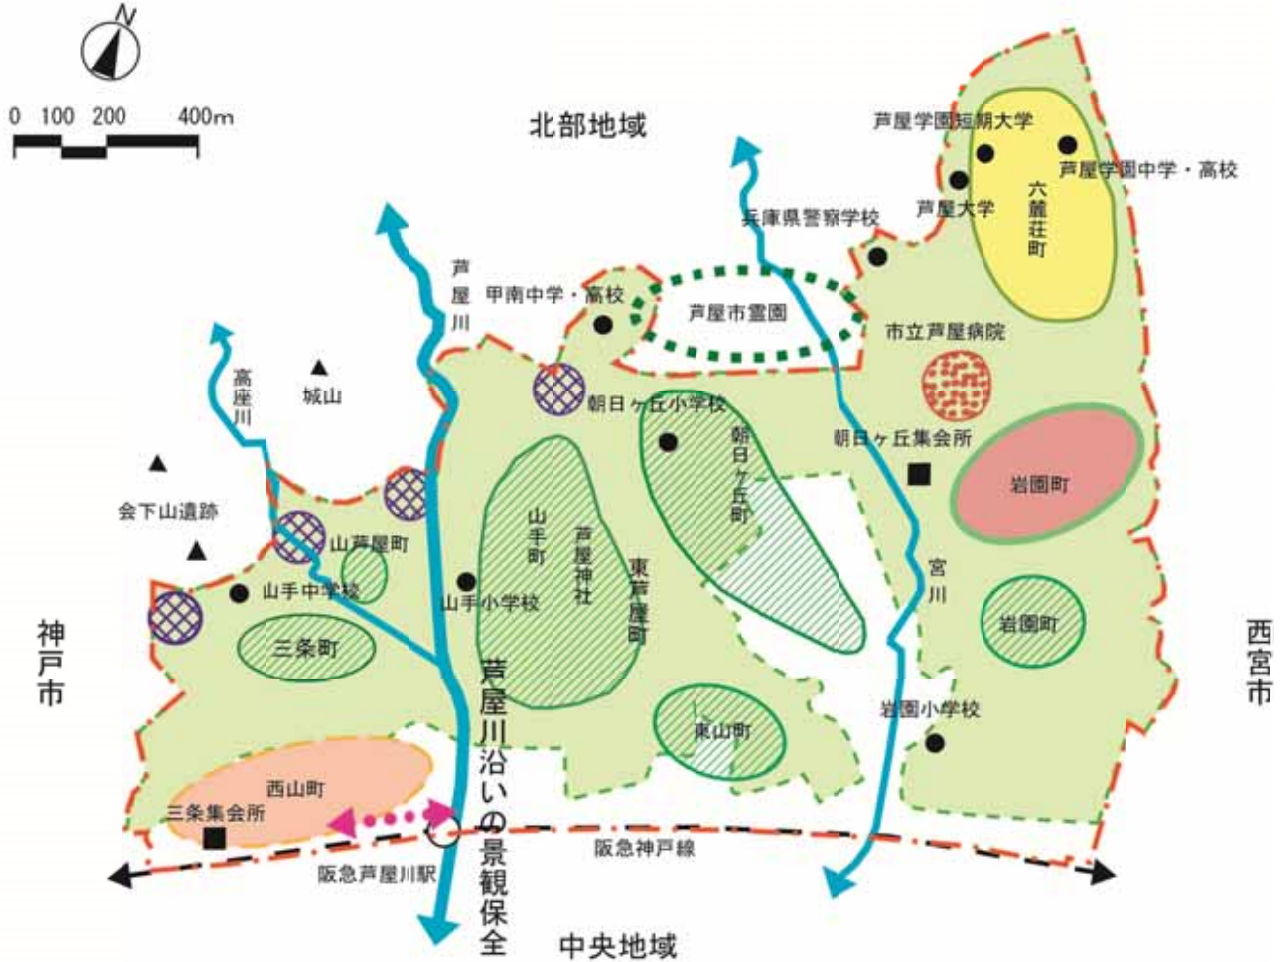 N
0 100 200 400m
北部地域
芦屋学園短期大学
芦屋学園中学・高校
六麓荘町
芦屋大学
兵庫県警察学校
芦屋川
甲南中学・高校
芦屋市霊園
市立芦屋病院
高座川
城山
朝日ヶ丘小学校
朝日ヶ丘町
朝日ヶ丘集会所
岩園町
会下山遺跡
山手町
芦屋神社
山芦屋町
東芦屋町
宮川
山手中学校
山手小学校
岩園町
三条町
神戸市
西宮市
芦屋川沿いの景観保全
岩園小学校
東山町
西山町
三条集会所
阪急神戸線
阪急芦屋川駅
中央地域